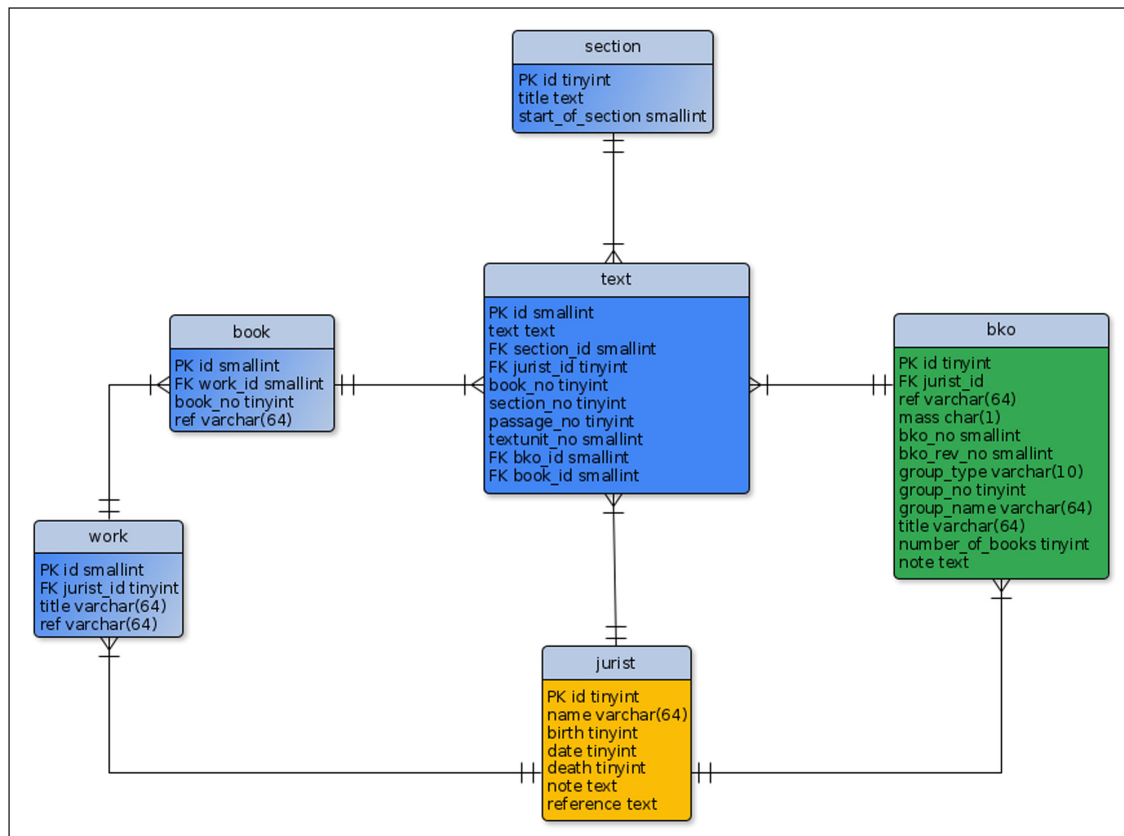 section
PK id tinyint
title text
start_of_section smallint
text
PK id smallint
text text
FK section_id smallint
FK jurist_id tinyint
book_no tinyint
section_no tinyint
passage_no tinyint
textunit_no smallint
FK bko_id smallint
FK book_id smallint
book
PK id smallint
FK work_id smallint
book_no tinyint
ref varchar(64)
bko
PK id tinyint
FK jurist_id
ref varchar(64)
mass char(1)
bko_no smallint
bko_rev_no smallint
group_type varchar(10)
group_no tinyint
group_name varchar(64)
title varchar(64)
number_of_books tinyint
note text
work
PK id smallint
FK jurist_id tinyint
title varchar(64)
ref varchar(64)
jurist
PK id tinyint
name varchar(64)
birth tinyint
date tinyint
death tinyint
note text
reference text